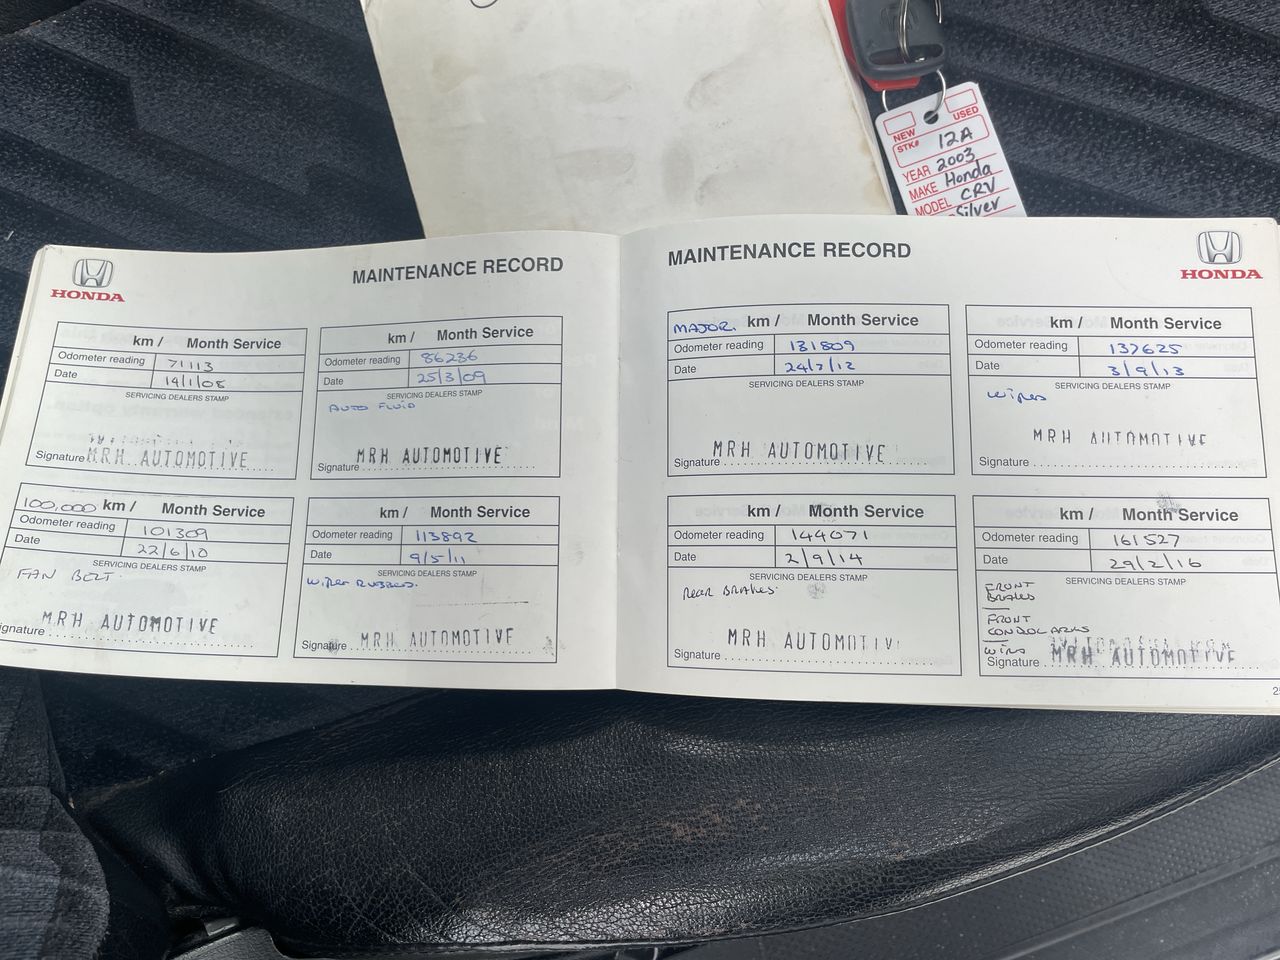 NEW
USED
STK# 12A
YEAR 2003
MAKE Honda
MODEL CRV
Silver
HONDA
MAINTENANCE RECORD
km / Month Service
Odometer reading 71113
Date 14/1/08
SERVICING DEALERS STAMP
MRH AUTOMOTIVE
Signature
km / Month Service
Odometer reading 86236
Date 25/3/09
SERVICING DEALERS STAMP
AUTO FLUID
MRH AUTOMOTIVE
Signature
100,000 km / Month Service
Odometer reading 101309
Date 22/6/10
SERVICING DEALERS STAMP
FAN BELT.
MRH AUTOMOTIVE
ignature
km / Month Service
Odometer reading 113892
Date 9/5/11
SERVICING DEALERS STAMP
WIPER RUBBERS.
MRH AUTOMOTIVE
Signature
MAINTENANCE RECORD
HONDA
MAJOR. km / Month Service
Odometer reading 131809
Date 24/7/12
SERVICING DEALERS STAMP
MRH AUTOMOTIVE
Signature
km / Month Service
Odometer reading 137625
Date 3/9/13
SERVICING DEALERS STAMP
wipes
MRH AUTOMOTIVE
Signature
km / Month Service
Odometer reading 144071
Date 2/9/14
SERVICING DEALERS STAMP
REAR BRAKES.
MRH AUTOMOTIVE
Signature
km / Month Service
Odometer reading 161527
Date 29/2/16
SERVICING DEALERS STAMP
FRONT
BRAKES
FRONT
CONTROL ARMS
MRH AUTOMOTIVE
Signature